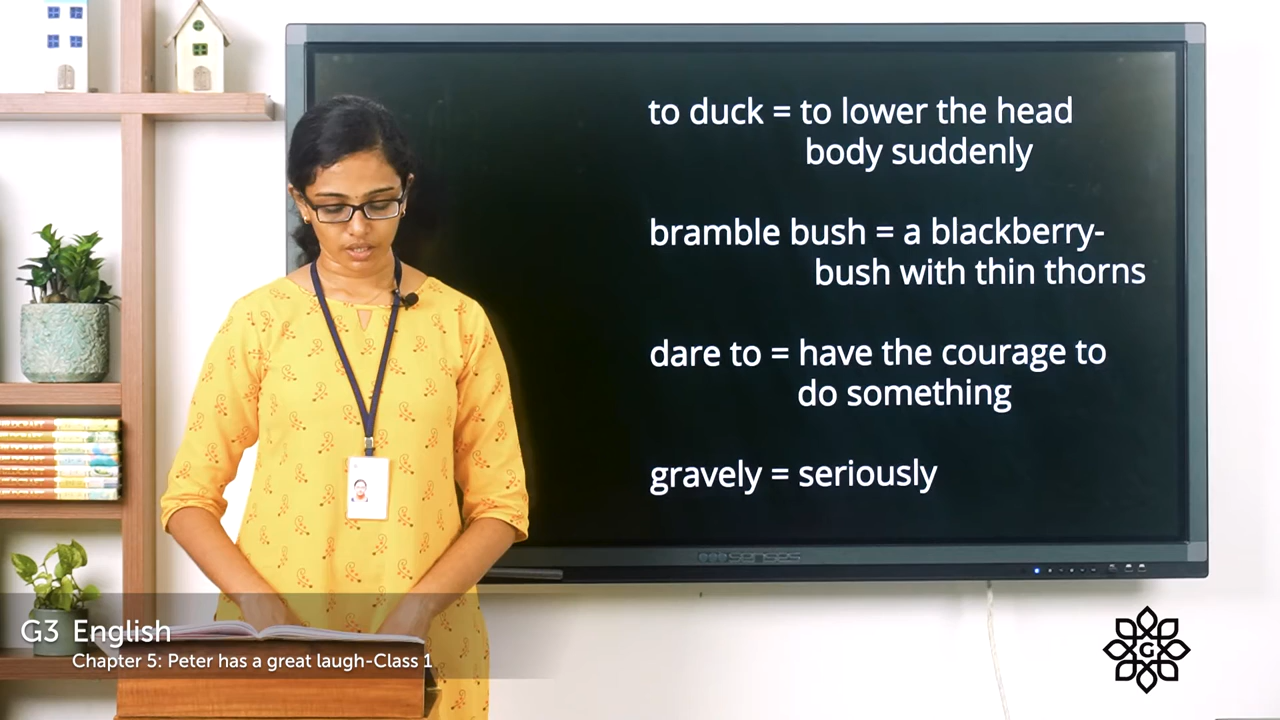 to duck = to lower the head
body suddenly
bramble bush = a blackberry-
bush with thin thorns
dare to = have the courage to
do something
gravely = seriously
G3 English
Chapter 5: Peter has a great laugh-Class 1
G